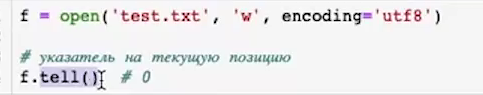 f = open('test.txt', 'w', encoding='utf8')
# указатель на текущую позицию
f.tell() # 0